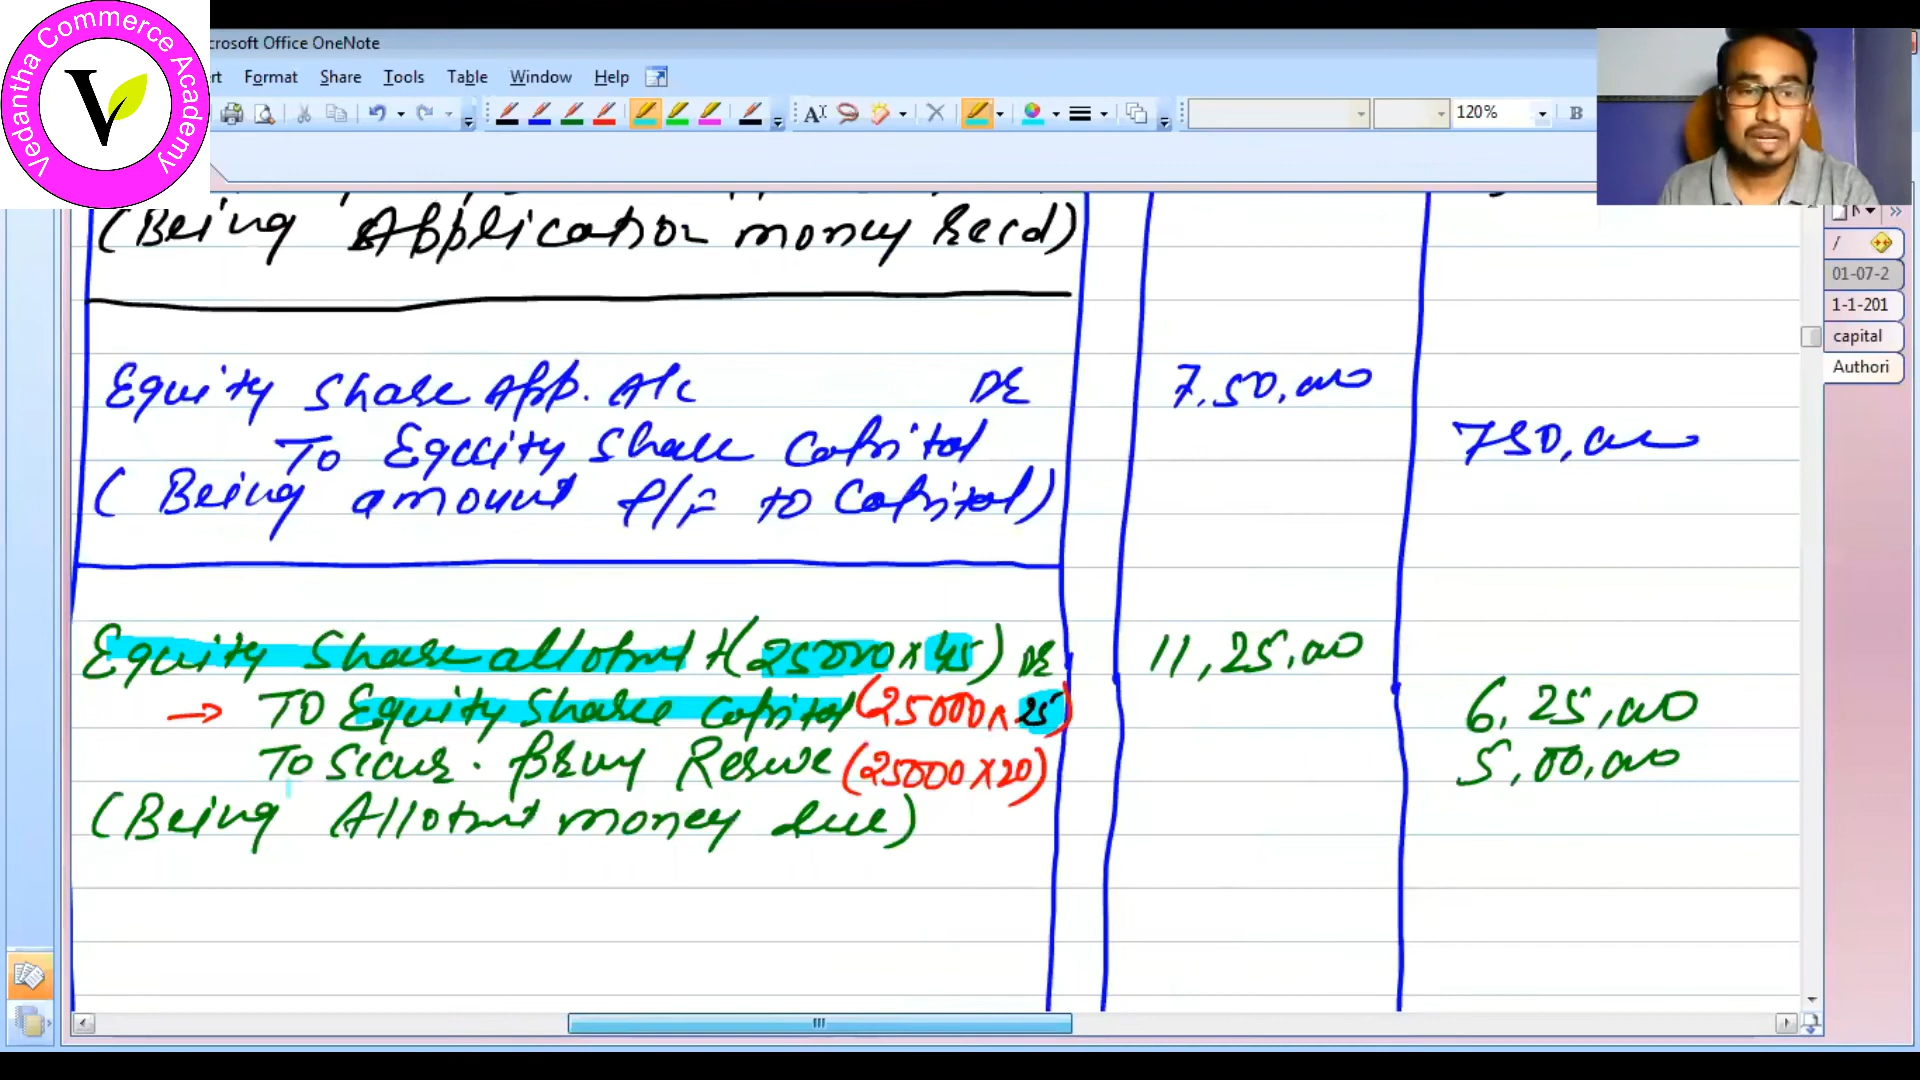 Vedantha Commerce Academy
V
crosoft Office OneNote
rt Format Share Tools Table Window Help
120% B
(Being Application money Recd)
Equity Share App. A/c DR 7,50,000
To Equity Share Capital 750,000
(Being amount T/F to Capital)
Equity Share allotmt (25000 x 45) DR 11,25,000
→ To Equity Share Capital (25000 x 25) 6,25,000
To Secur. Prem Reserve (25000 x 20) 5,00,000
(Being Allotmt money due)
01-07-2
1-1-201
capital
Authori